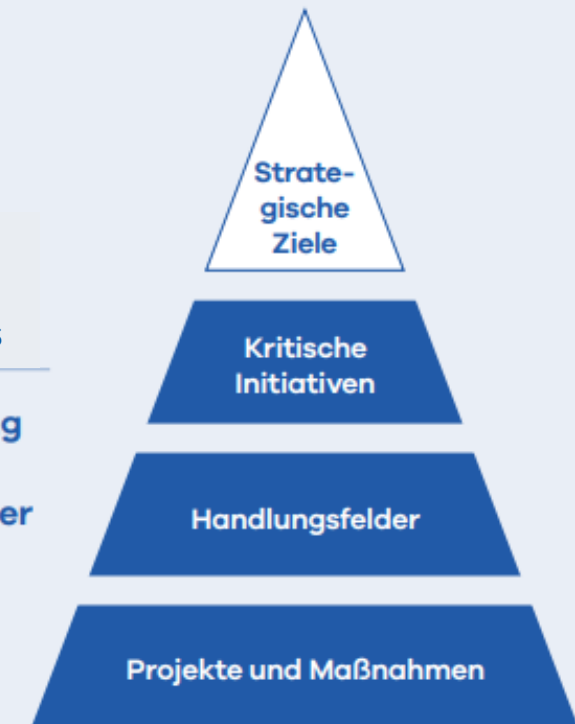 Strate-
gische
Ziele
Kritische
Initiativen
Handlungsfelder
Projekte und Maßnahmen